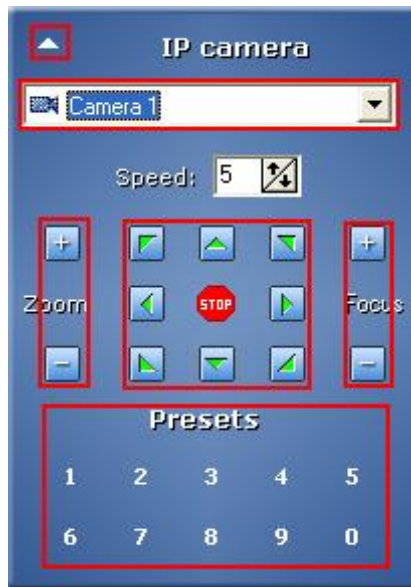 IP camera
Camera 1
Speed: 5
+ +
Zoom STOP Focus
- -
Presets
1 2 3 4 5
6 7 8 9 0